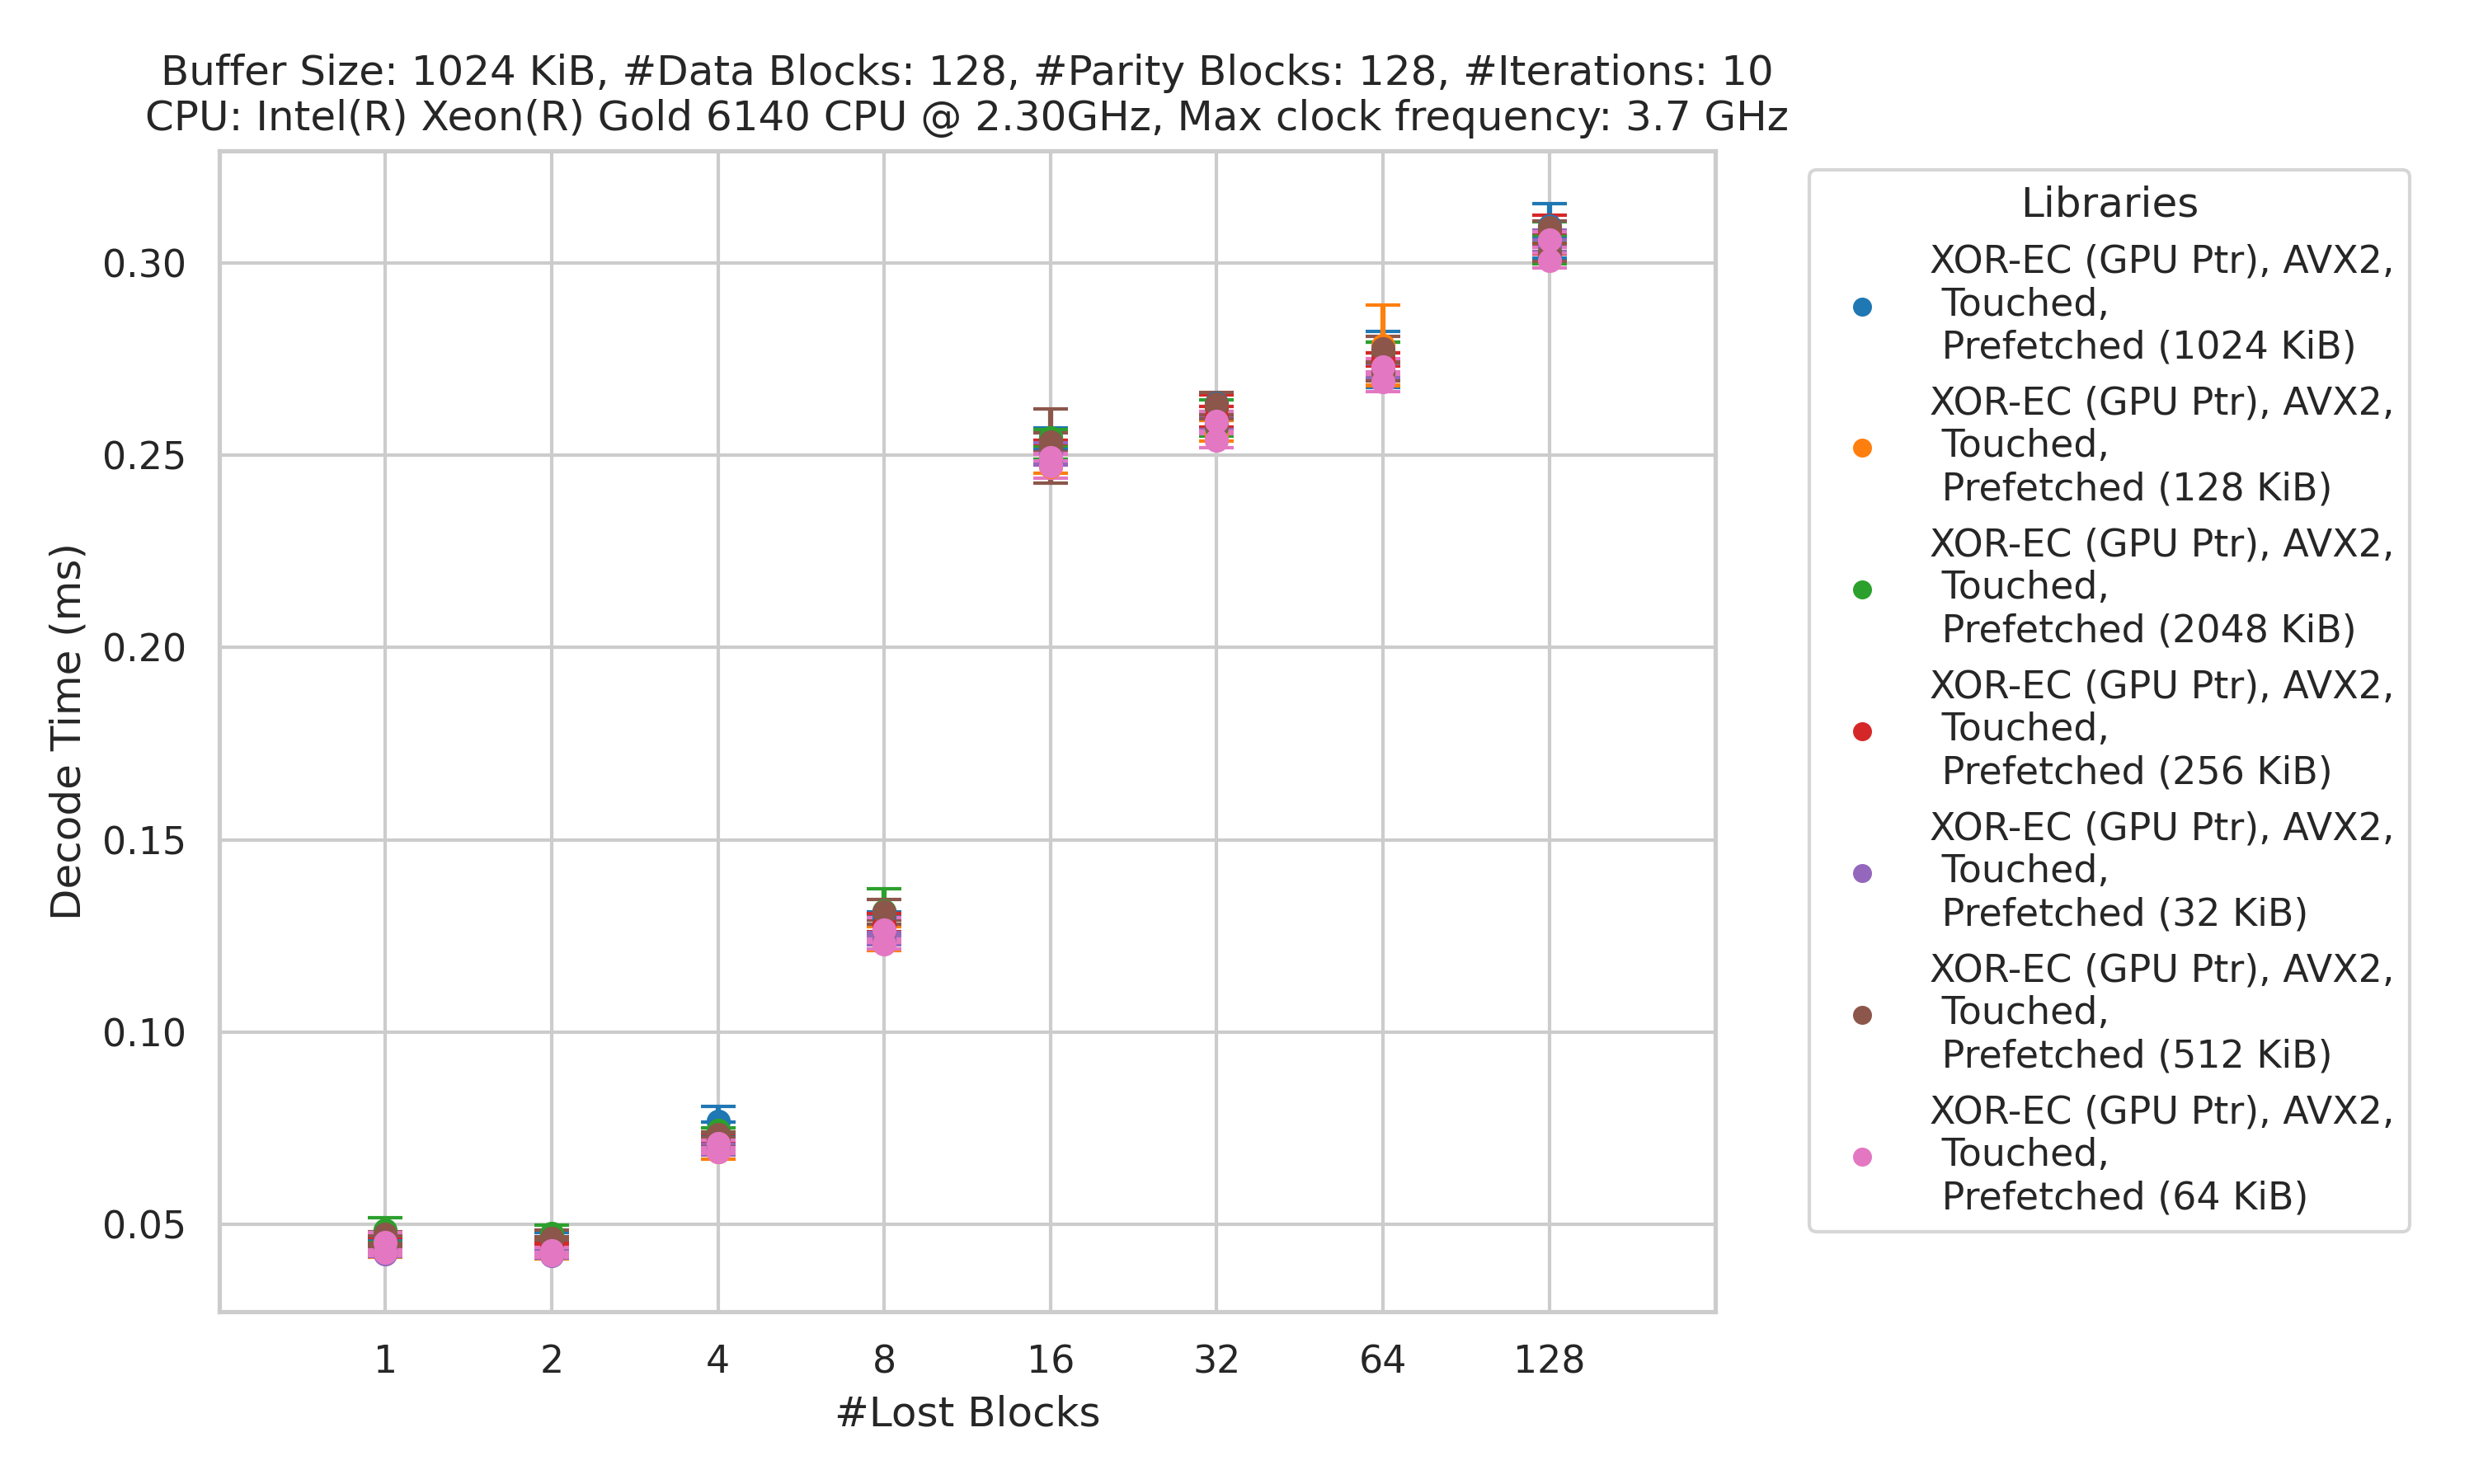 Buffer Size: 1024 KiB, #Data Blocks: 128, #Parity Blocks: 128, #Iterations: 10
CPU: Intel(R) Xeon(R) Gold 6140 CPU @ 2.30GHz, Max clock frequency: 3.7 GHz
Decode Time (ms)
0.30
0.25
0.20
0.15
0.10
0.05
1
2
4
8
16
32
64
128
#Lost Blocks
Libraries
XOR-EC (GPU Ptr), AVX2,
Touched,
Prefetched (1024 KiB)
XOR-EC (GPU Ptr), AVX2,
Touched,
Prefetched (128 KiB)
XOR-EC (GPU Ptr), AVX2,
Touched,
Prefetched (2048 KiB)
XOR-EC (GPU Ptr), AVX2,
Touched,
Prefetched (256 KiB)
XOR-EC (GPU Ptr), AVX2,
Touched,
Prefetched (32 KiB)
XOR-EC (GPU Ptr), AVX2,
Touched,
Prefetched (512 KiB)
XOR-EC (GPU Ptr), AVX2,
Touched,
Prefetched (64 KiB)